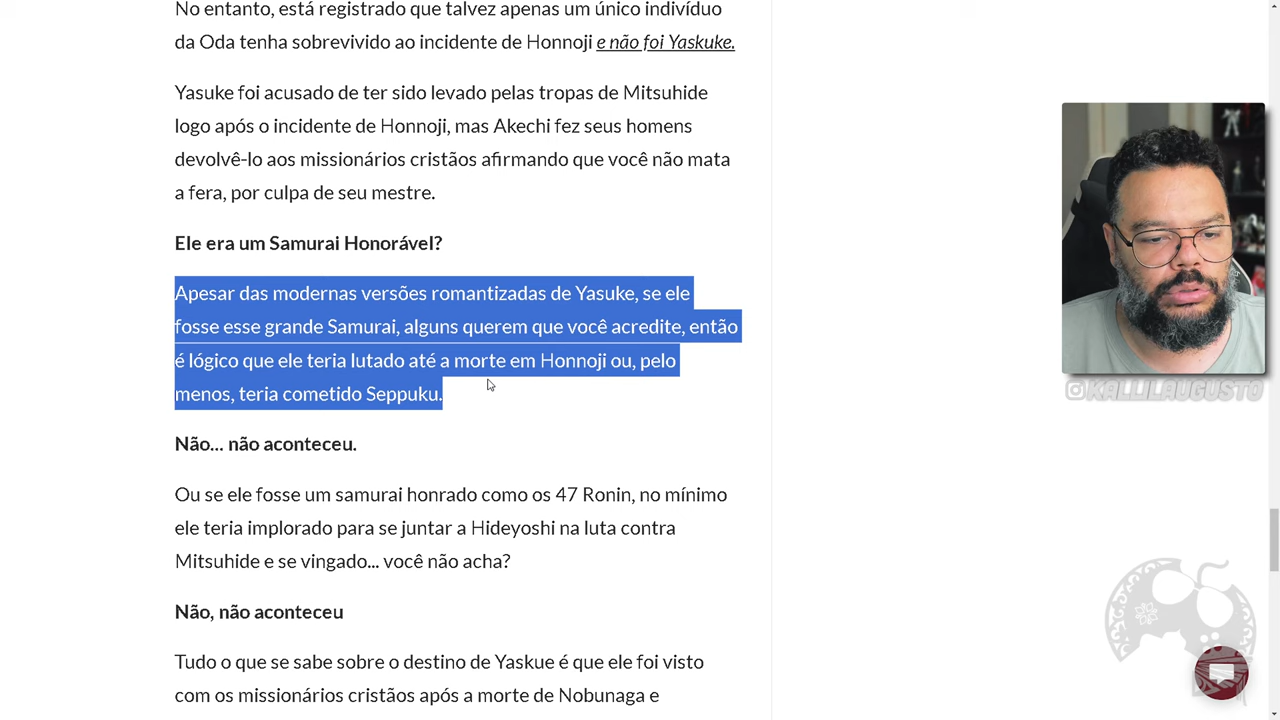 No entanto, está registrado que talvez apenas um único indivíduo
da Oda tenha sobrevivido ao incidente de Honnoji e não foi Yaskuke.
Yasuke foi acusado de ter sido levado pelas tropas de Mitsuhide
logo após o incidente de Honnoji, mas Akechi fez seus homens
devolvê-lo aos missionários cristãos afirmando que você não mata
a fera, por culpa de seu mestre.
Ele era um Samurai Honorável?
Apesar das modernas versões romantizadas de Yasuke, se ele
fosse esse grande Samurai, alguns querem que você acredite, então
é lógico que ele teria lutado até a morte em Honnoji ou, pelo
menos, teria cometido Seppuku.
Não... não aconteceu.
Ou se ele fosse um samurai honrado como os 47 Ronin, no mínimo
ele teria implorado para se juntar a Hideyoshi na luta contra
Mitsuhide e se vingado... você não acha?
Não, não aconteceu
Tudo o que se sabe sobre o destino de Yaskue é que ele foi visto
com os missionários cristãos após a morte de Nobunaga e
KALLILAUGUSTO